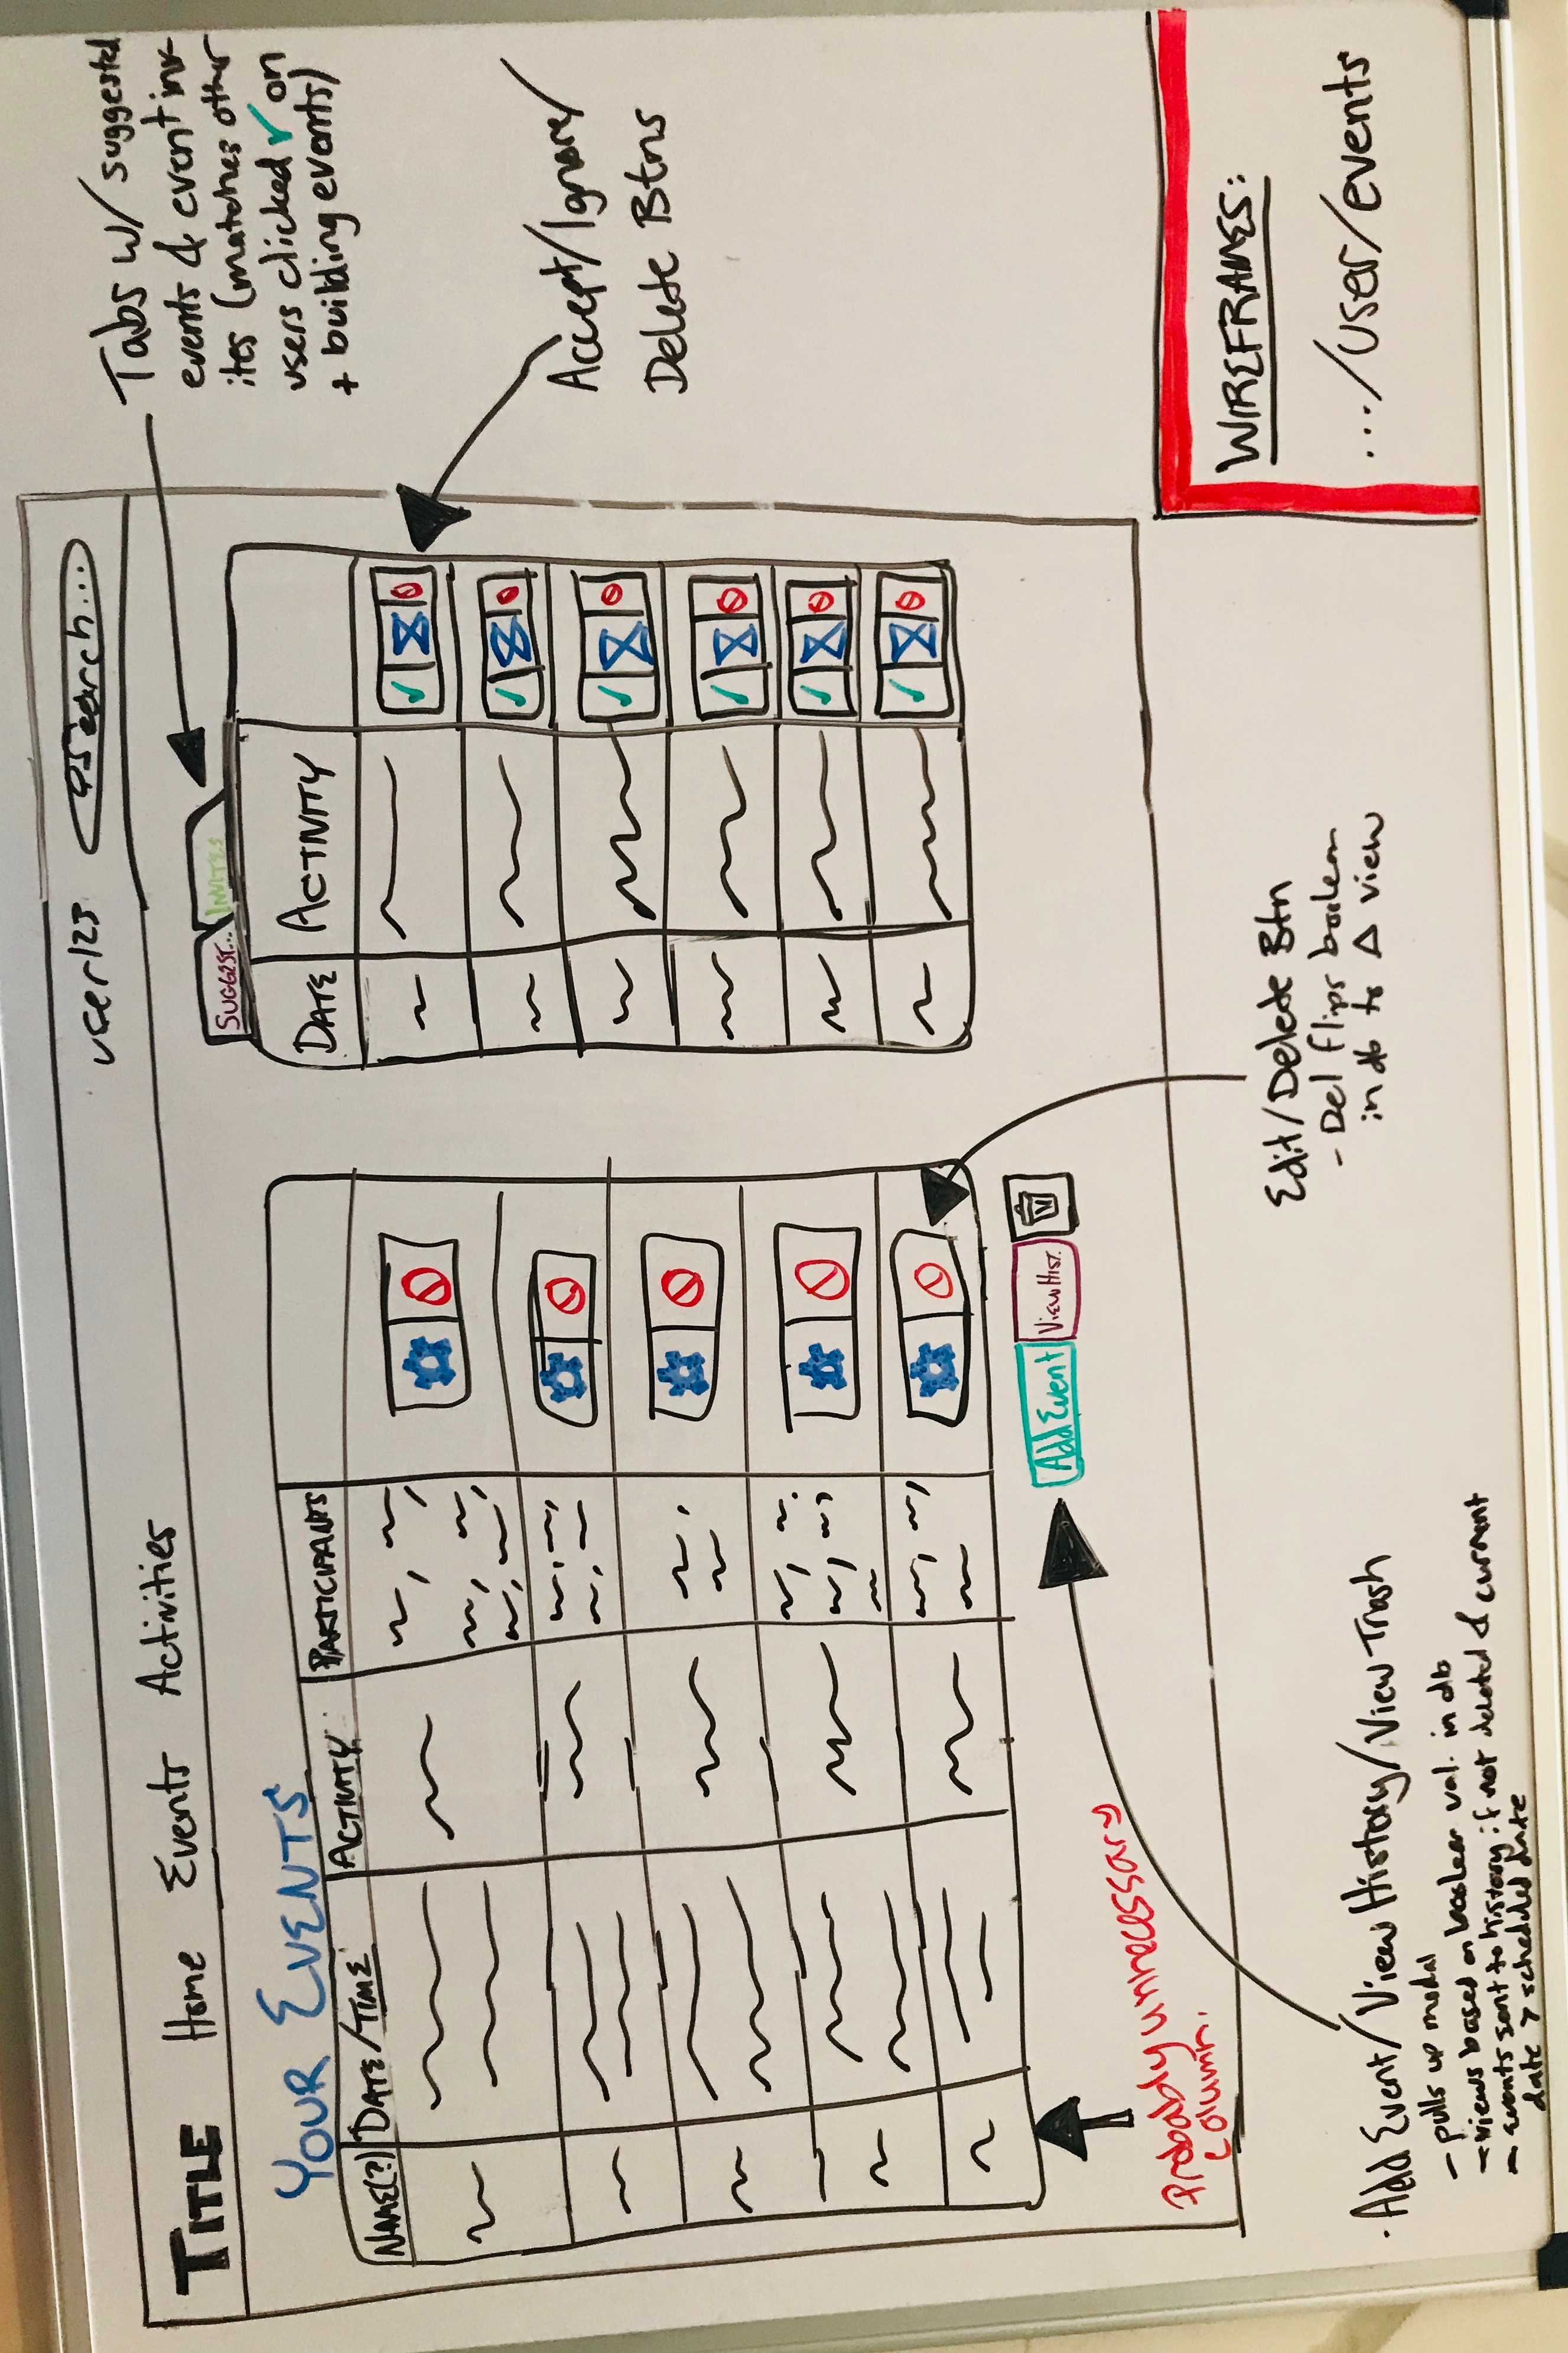 user123
Search...
TITLE
Home
Events
Activities
YOUR EVENTS
NAME(?)
DATE/TIME
ACTIVITY
PARTICIPANTS
SUGGEST...
INVITES
DATE
ACTIVITY
Tabs w/ suggested
events & event inv-
ites (matches other
users clicked ✓ on
+ building events)
Accept/Ignore/
Delete Btns
Add Event
VIEW HIST.
Probably unnecessary
column.
Edit/Delete Btn
- Del flips boolean
in db to Δ view
· Add Event/View History/View Trash
- pulls up modal
- views based on boolean val. in db
- events sent to history if not deleted & current
date > scheduled date
WIREFRAMES:
.../user/events